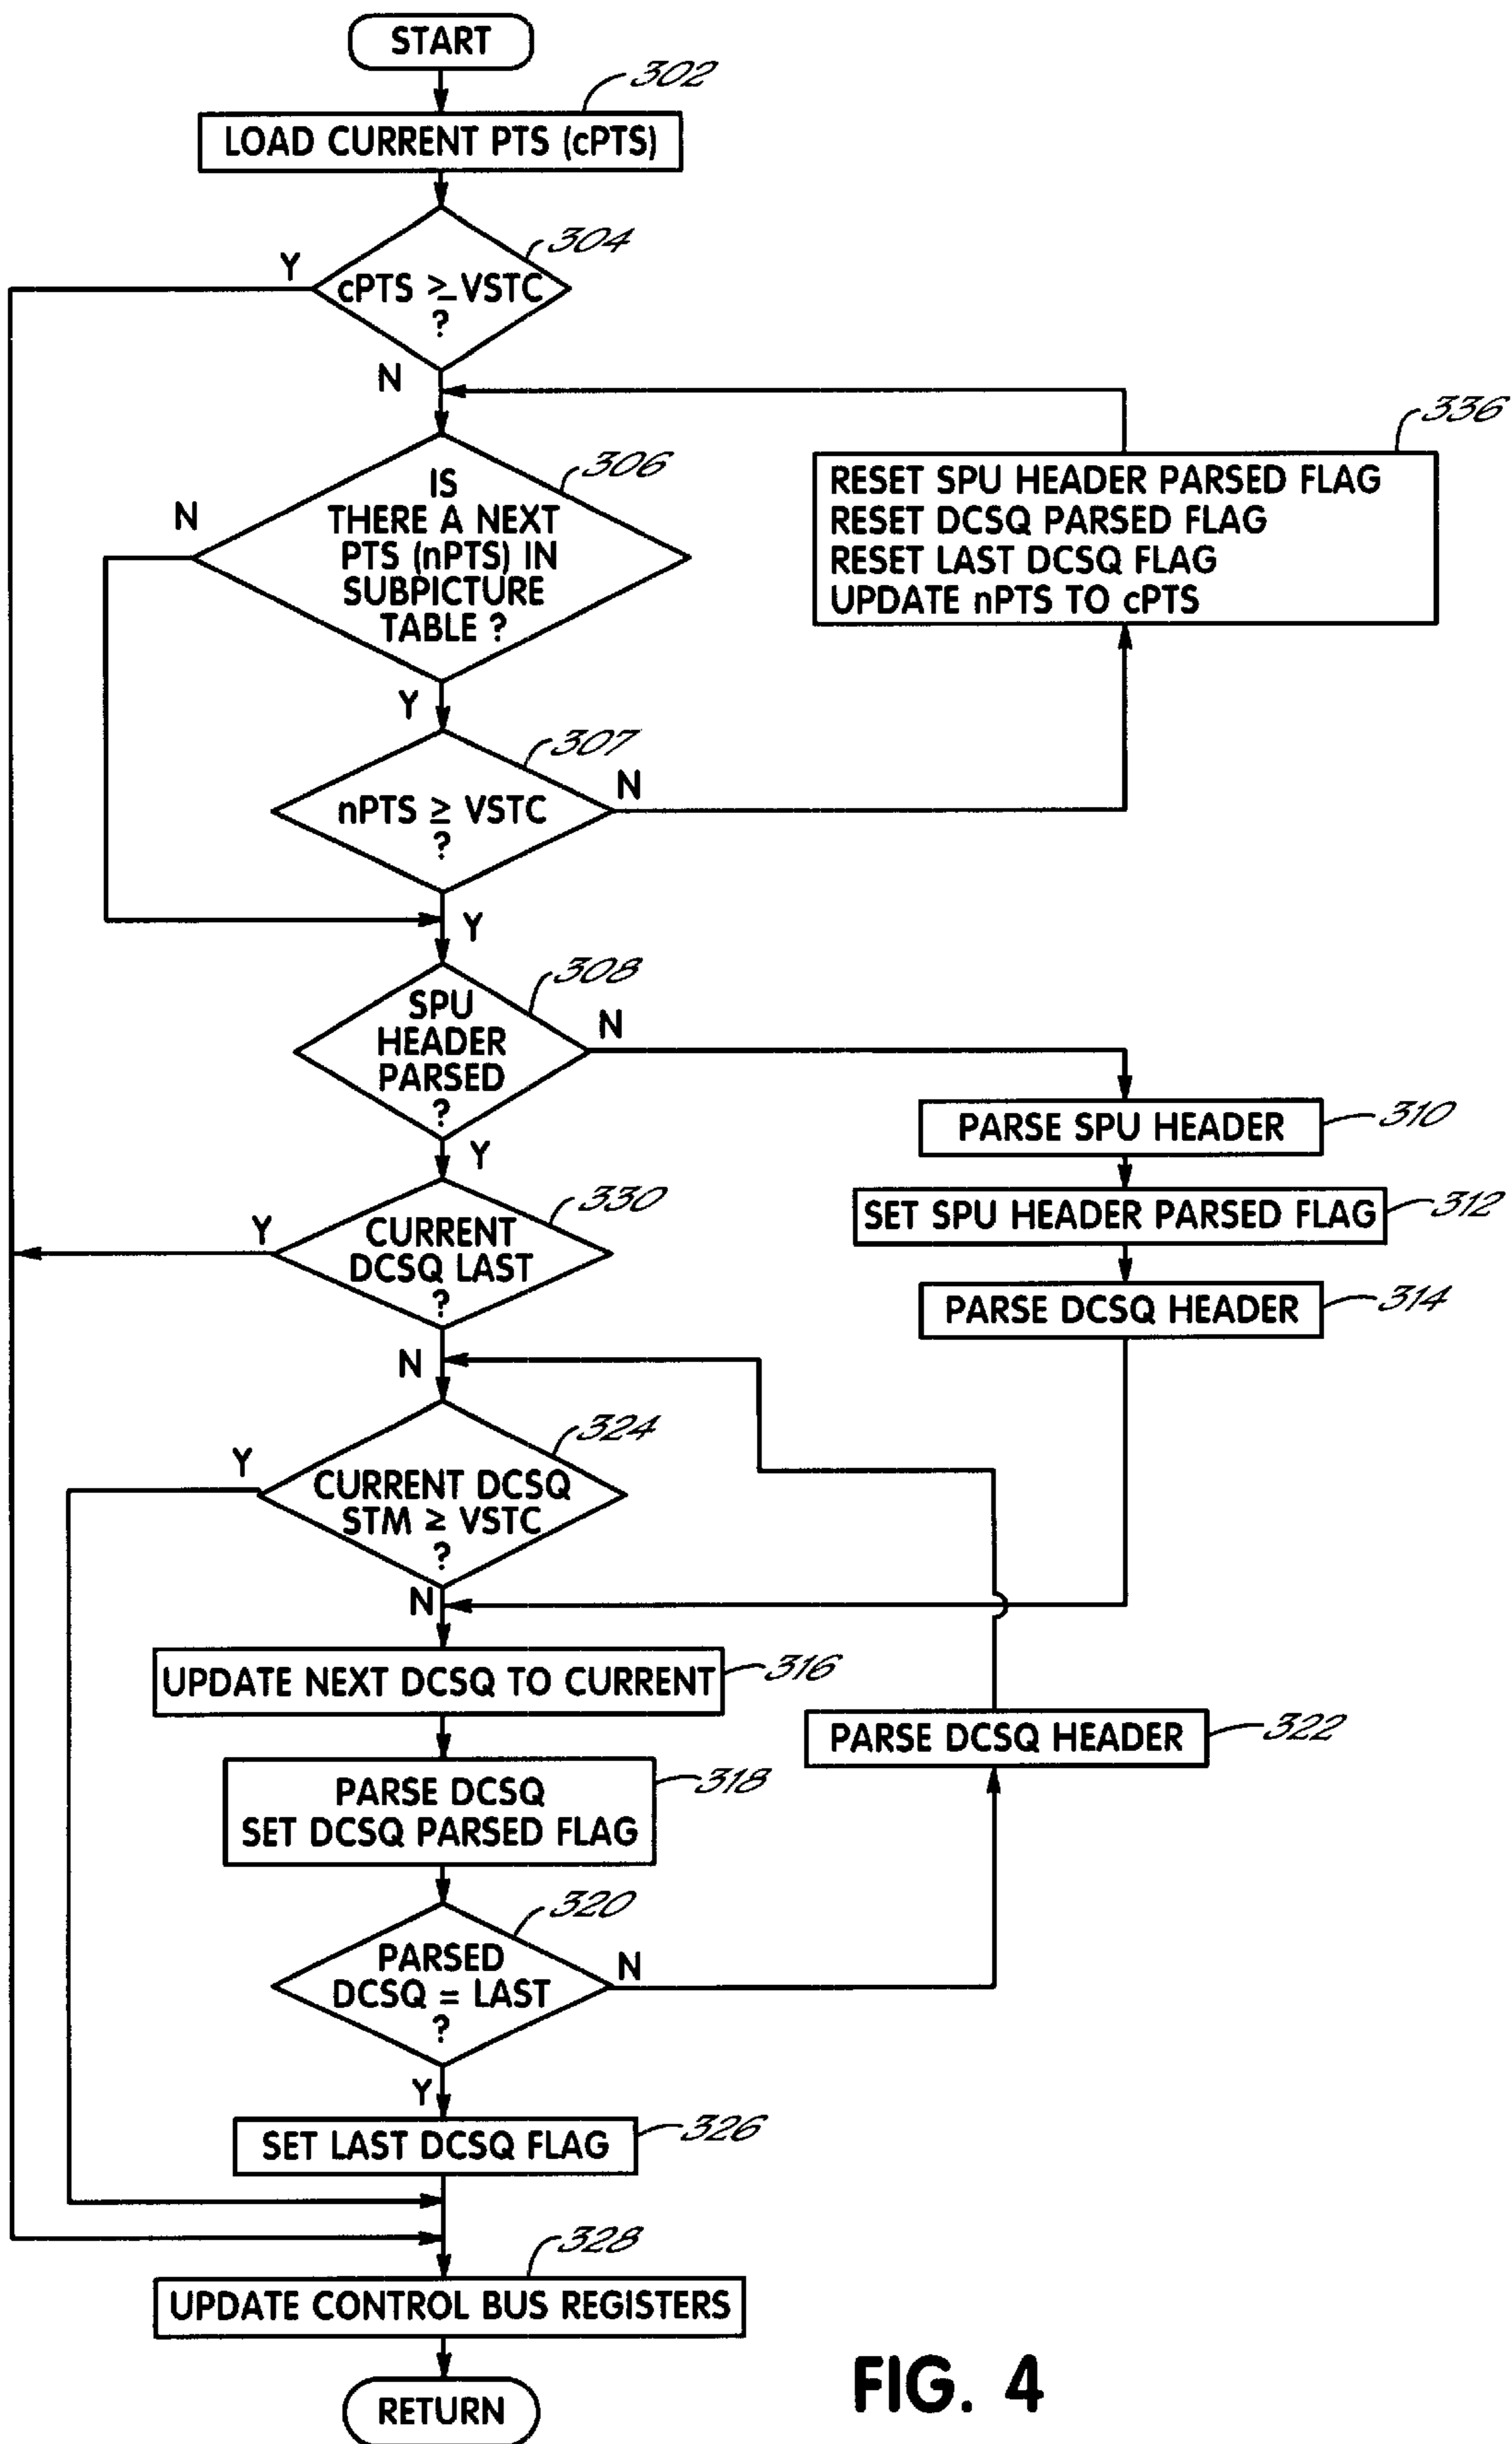 START
302
LOAD CURRENT PTS (cPTS)
304
Y
cPTS ≥ VSTC
?
N
336
306
IS
THERE A NEXT
PTS (nPTS) IN
SUBPICTURE
TABLE ?
N
RESET SPU HEADER PARSED FLAG
RESET DCSQ PARSED FLAG
RESET LAST DCSQ FLAG
UPDATE nPTS TO cPTS
Y
307
nPTS ≥ VSTC
?
N
Y
308
SPU
HEADER
PARSED
?
N
PARSE SPU HEADER
310
Y
330
SET SPU HEADER PARSED FLAG
312
Y
CURRENT
DCSQ LAST
?
PARSE DCSQ HEADER
314
N
324
Y
CURRENT DCSQ
STM ≥ VSTC
?
N
UPDATE NEXT DCSQ TO CURRENT
316
PARSE DCSQ HEADER
322
PARSE DCSQ
SET DCSQ PARSED FLAG
318
320
PARSED
DCSQ = LAST
?
N
Y
SET LAST DCSQ FLAG
326
328
UPDATE CONTROL BUS REGISTERS
RETURN
FIG. 4